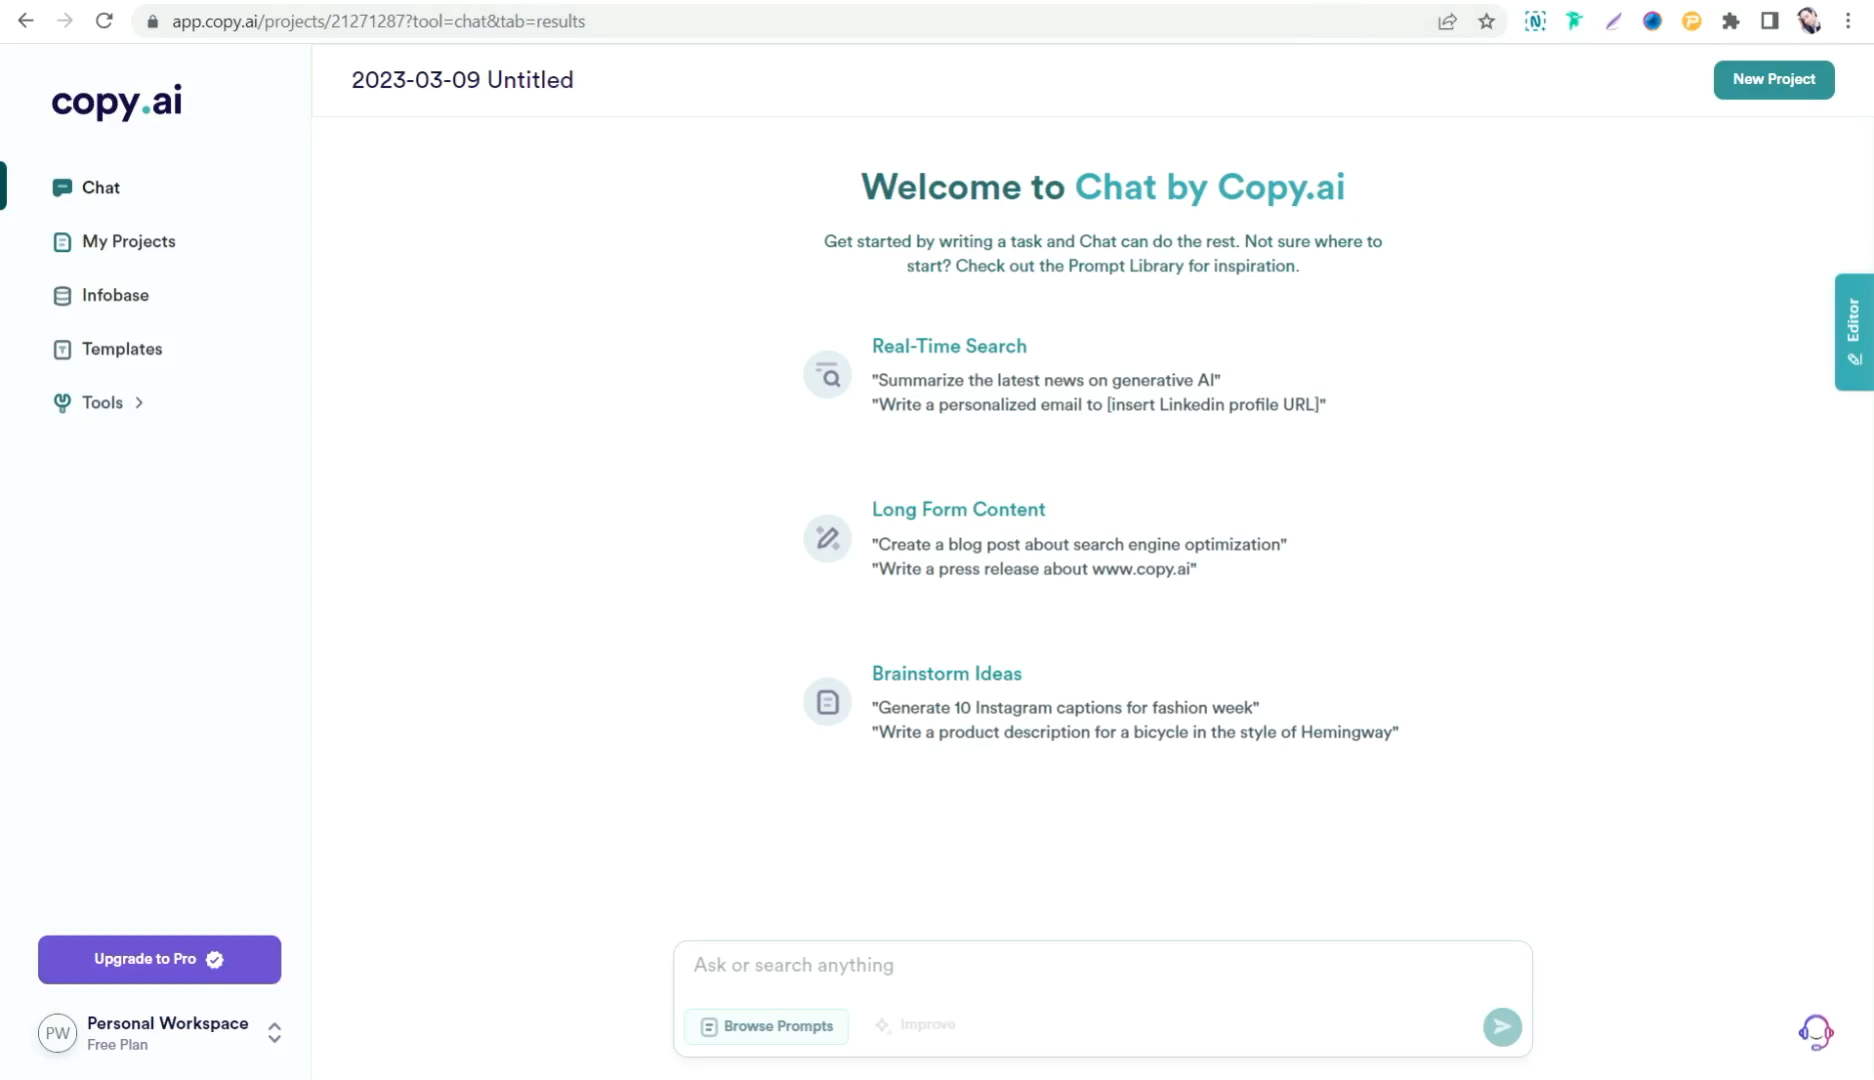 app.copy.ai/projects/21271287?tool=chat&tab=results
copy.ai
2023-03-09 Untitled
New Project
Chat
My Projects
Infobase
Templates
Tools
Welcome to Chat by Copy.ai
Get started by writing a task and Chat can do the rest. Not sure where to
start? Check out the Prompt Library for inspiration.
Editor
Real-Time Search
"Summarize the latest news on generative AI"
"Write a personalized email to [insert Linkedin profile URL]"
Long Form Content
"Create a blog post about search engine optimization"
"Write a press release about www.copy.ai"
Brainstorm Ideas
"Generate 10 Instagram captions for fashion week"
"Write a product description for a bicycle in the style of Hemingway"
Upgrade to Pro
PW
Personal Workspace
Free Plan
Ask or search anything
Browse Prompts
Improve